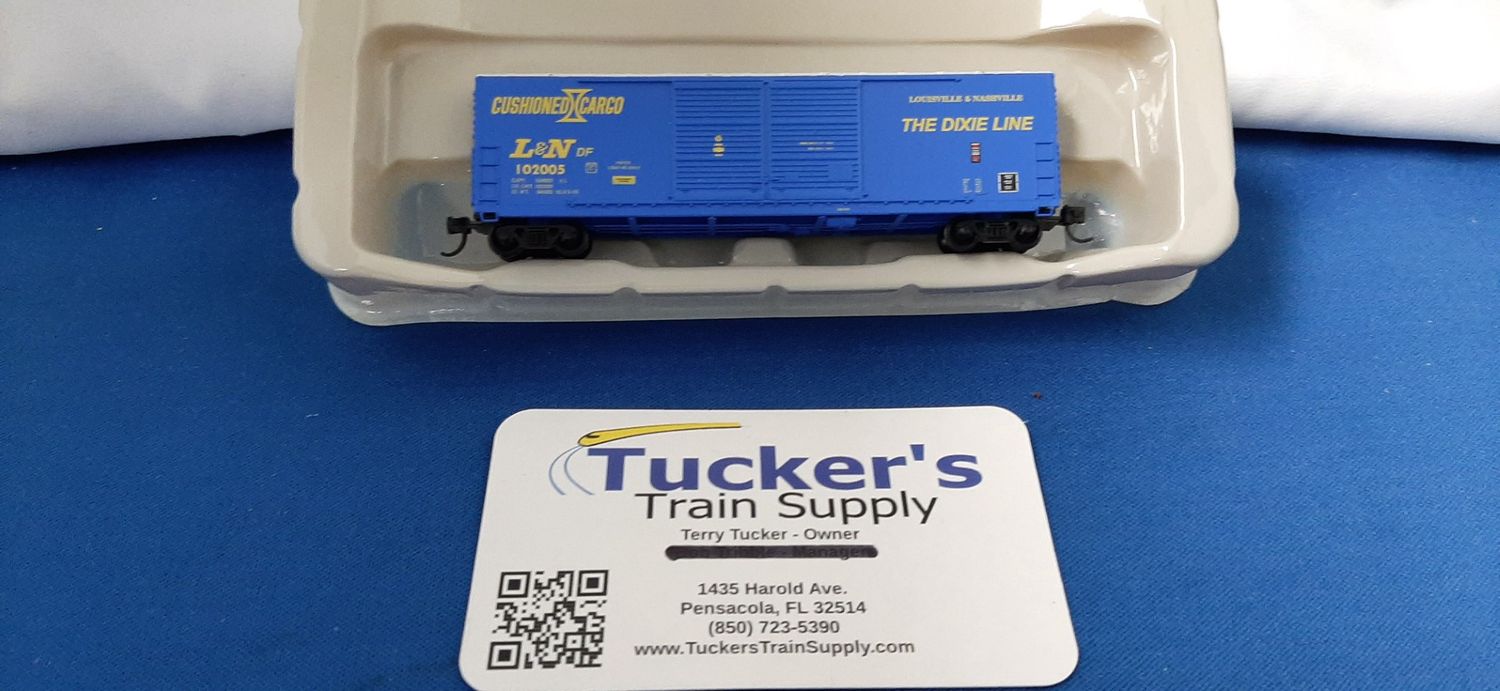 CUSHIONED CARGO
L&N DF
102005
LOUISVILLE & NASHVILLE
THE DIXIE LINE
Tucker's
Train Supply
Terry Tucker - Owner
1435 Harold Ave.
Pensacola, FL 32514
(850) 723-5390
www.TuckersTrainSupply.com